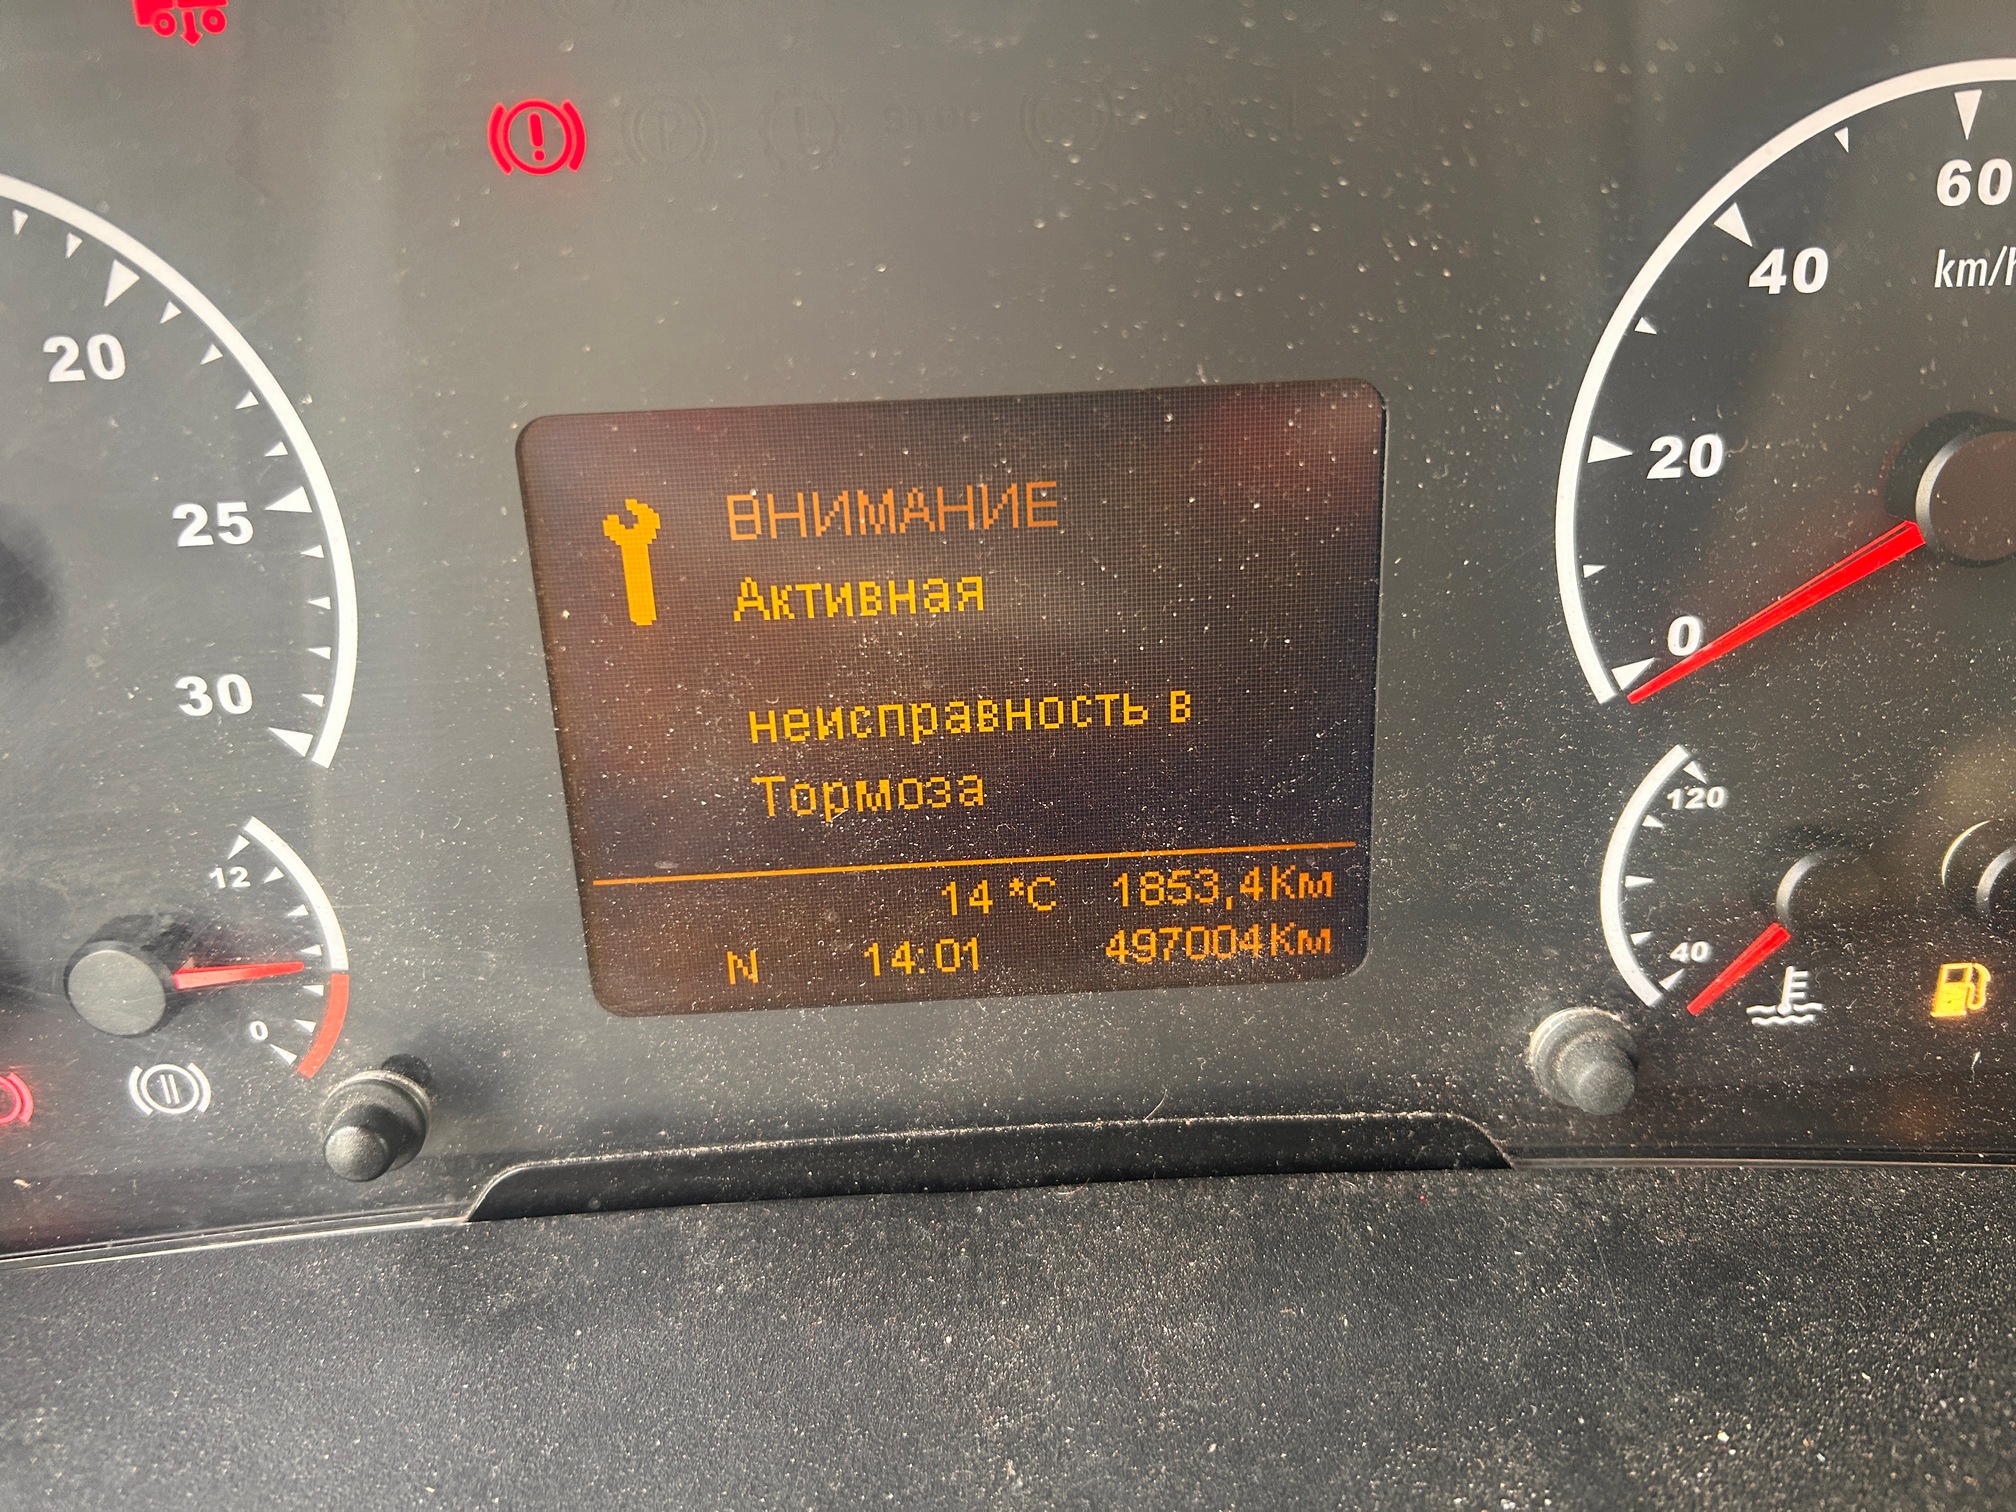 STOP
60
km/h
40
20
20
0
25
30
120
40
12
0
ВНИМАНИЕ
Активная
неисправность в
Тормоза
14 °C 1853,4Км
N 14:01 497004Км